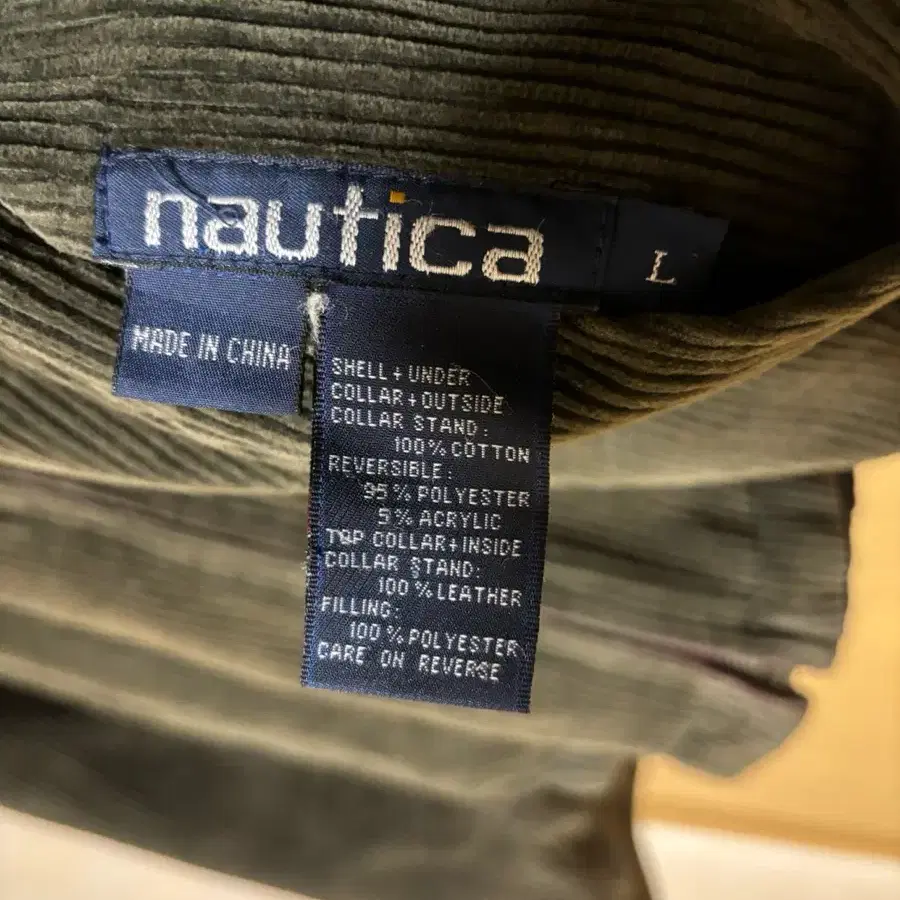 nautica
L
MADE IN CHINA
SHELL + UNDER
COLLAR + OUTSIDE
COLLAR STAND:
100% COTTON
REVERSIBLE:
95% POLYESTER
5% ACRYLIC
TOP COLLAR + INSIDE
COLLAR STAND:
100% LEATHER
FILLING:
100% POLYESTER
CARE ON REVERSE